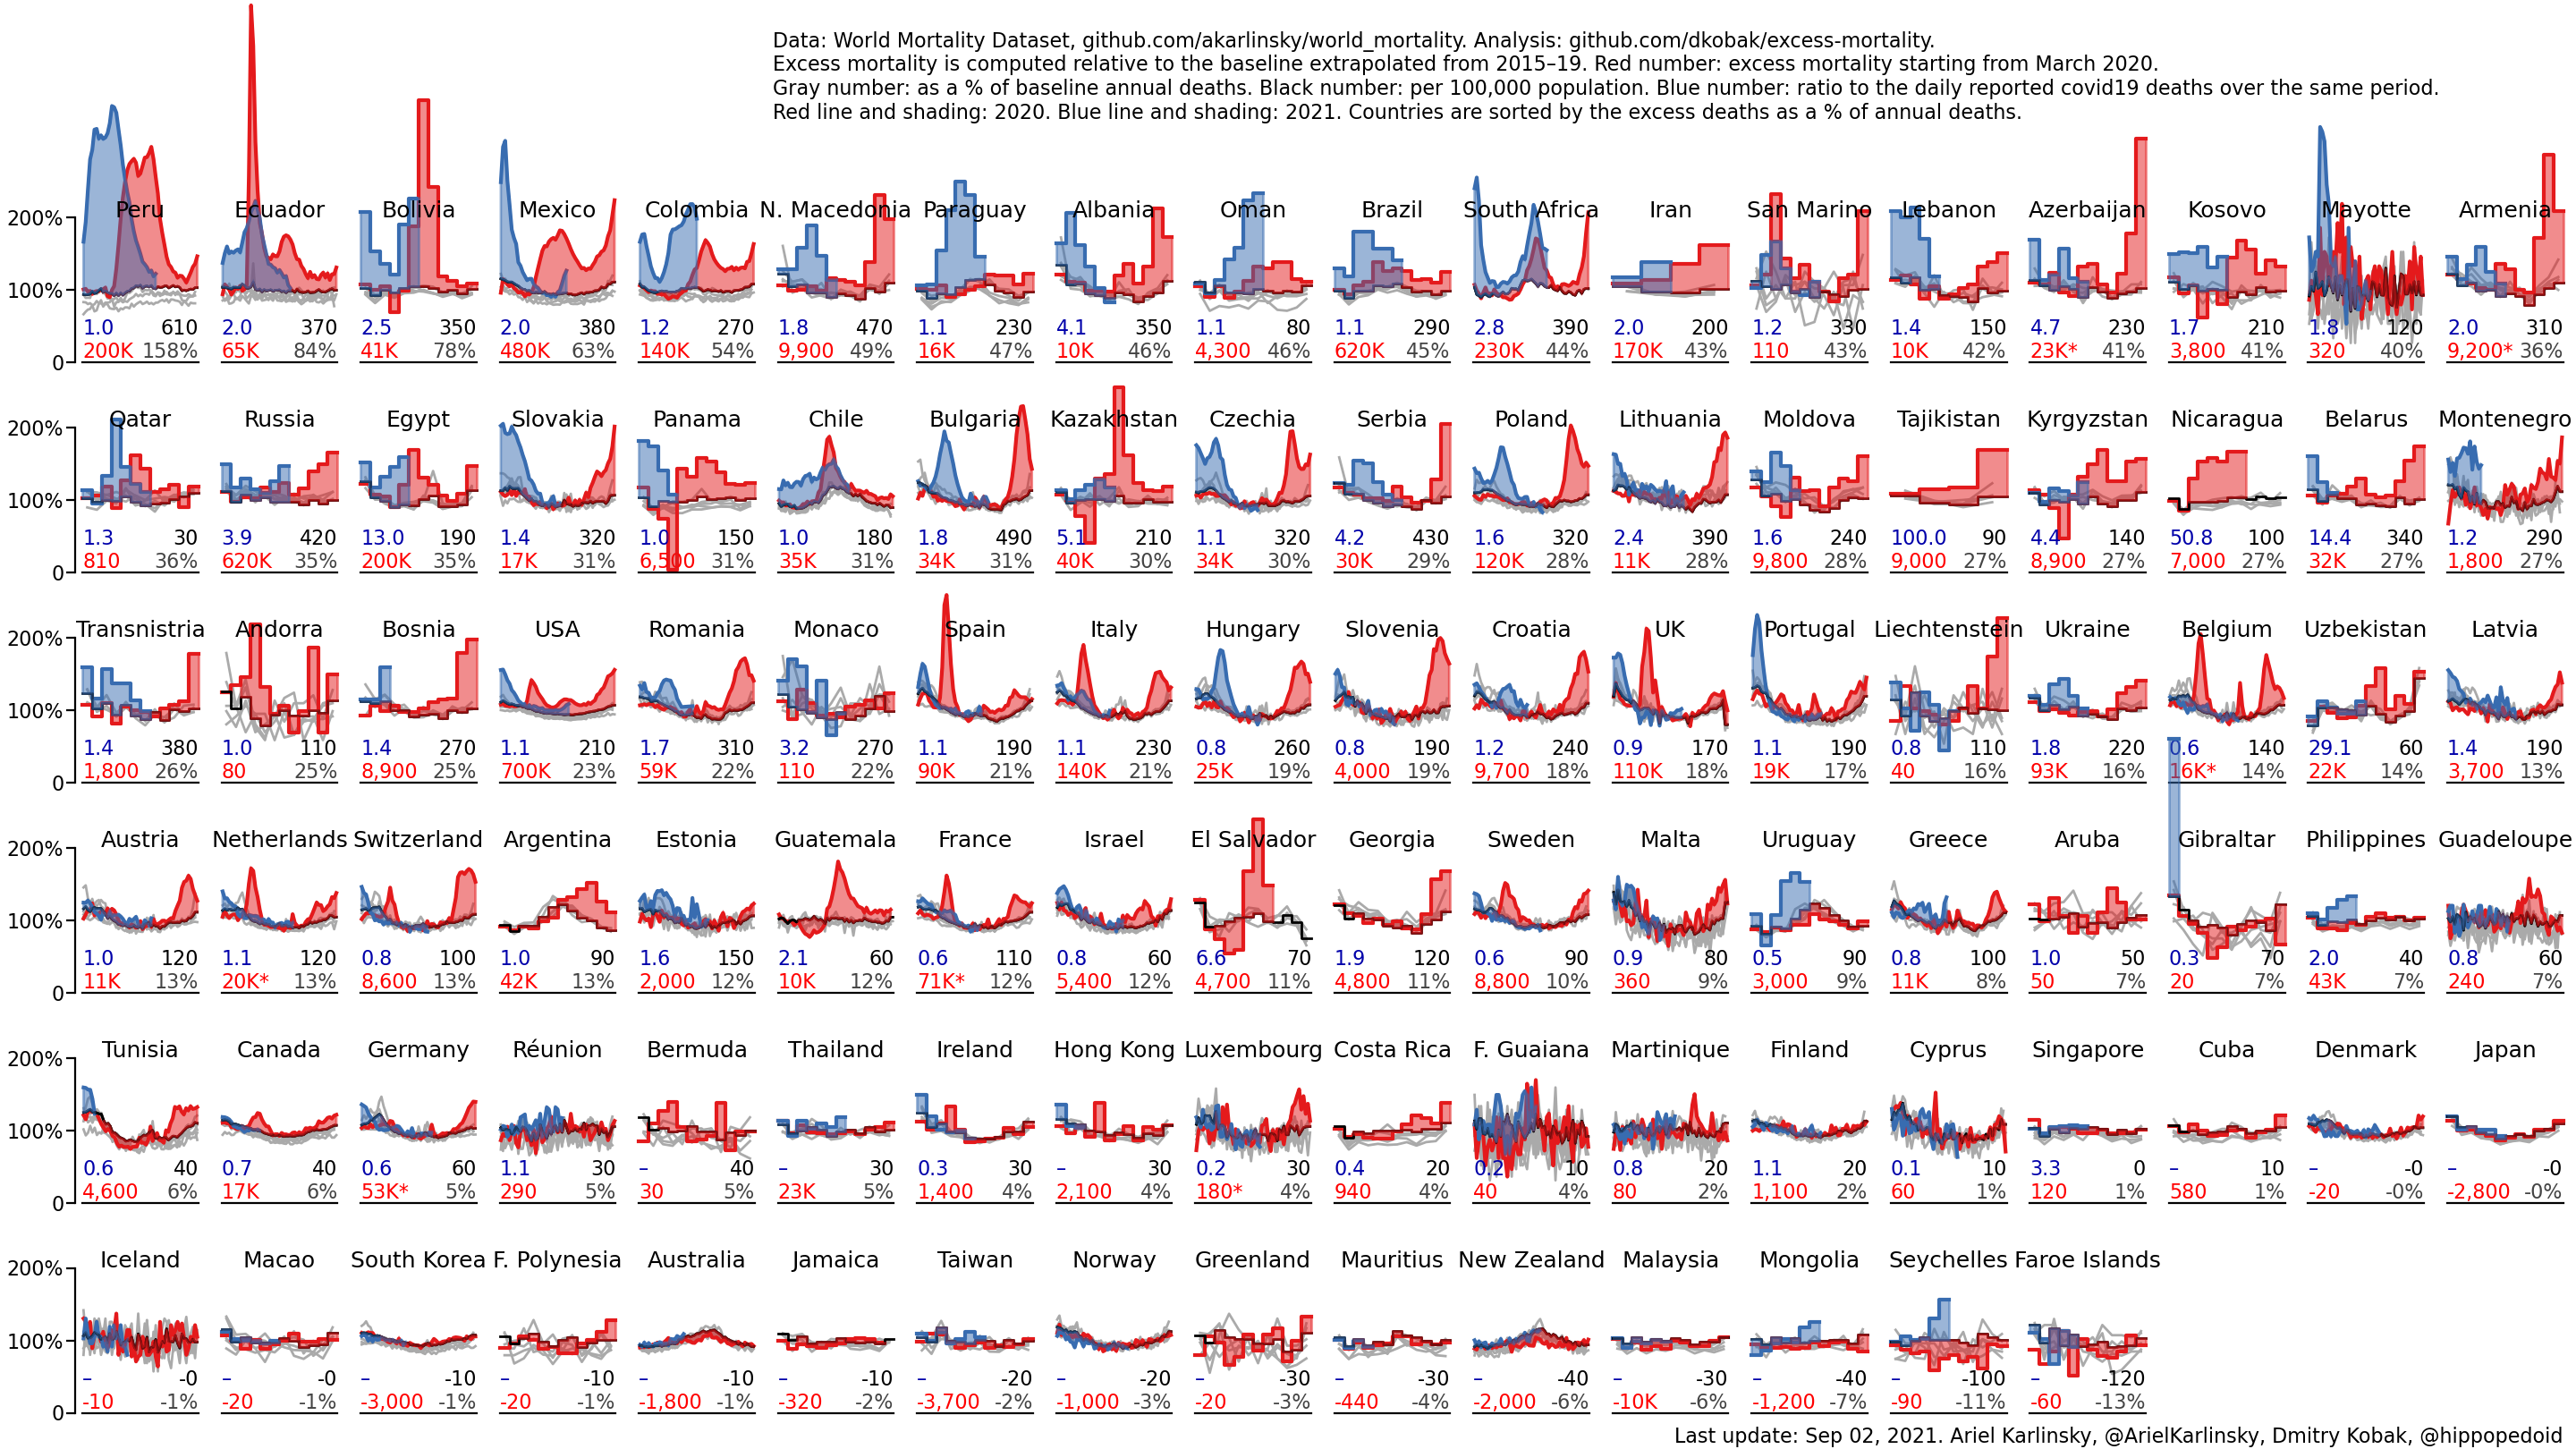 Data: World Mortality Dataset, github.com/akarlinsky/world_mortality. Analysis: github.com/dkobak/excess-mortality.
Excess mortality is computed relative to the baseline extrapolated from 2015–19. Red number: excess mortality starting from March 2020.
Gray number: as a % of baseline annual deaths. Black number: per 100,000 population. Blue number: ratio to the daily reported covid19 deaths over the same period.
Red line and shading: 2020. Blue line and shading: 2021. Countries are sorted by the excess deaths as a % of annual deaths.
200% Peru Ecuador Bolivia Mexico Colombia N. Macedonia Paraguay Albania Oman Brazil South Africa Iran San Marino Lebanon Azerbaijan Kosovo Mayotte Armenia
100%
1.0 610 2.0 370 2.5 350 2.0 380 1.2 270 1.8 470 1.1 230 4.1 350 1.1 80 1.1 290 2.8 390 2.0 200 1.2 330 1.4 150 4.7 230 1.7 210 1.8 120 2.0 310
200K 158% 65K 84% 41K 78% 480K 63% 140K 54% 9,900 49% 16K 47% 10K 46% 4,300 46% 620K 45% 230K 44% 170K 43% 110 43% 10K 42% 23K* 41% 3,800 41% 320 40% 9,200* 36%
0
200% Qatar Russia Egypt Slovakia Panama Chile Bulgaria Kazakhstan Czechia Serbia Poland Lithuania Moldova Tajikistan Kyrgyzstan Nicaragua Belarus Montenegro
100%
1.3 30 3.9 420 13.0 190 1.4 320 1.0 150 1.0 180 1.8 490 5.1 210 1.1 320 4.2 430 1.6 320 2.4 390 1.6 240 100.0 90 4.4 140 50.8 100 14.4 340 1.2 290
810 36% 620K 35% 200K 35% 17K 31% 6,500 31% 35K 31% 34K 31% 40K 30% 34K 30% 30K 29% 120K 28% 11K 28% 9,800 28% 9,000 27% 8,900 27% 7,000 27% 32K 27% 1,800 27%
0
200% Transnistria Andorra Bosnia USA Romania Monaco Spain Italy Hungary Slovenia Croatia UK Portugal Liechtenstein Ukraine Belgium Uzbekistan Latvia
100%
1.4 380 1.0 110 1.4 270 1.1 210 1.7 310 3.2 270 1.1 190 1.1 230 0.8 260 0.8 190 1.2 240 0.9 170 1.1 190 0.8 110 1.8 220 0.6 140 29.1 60 1.4 190
1,800 26% 80 25% 8,900 25% 700K 23% 59K 22% 110 22% 90K 21% 140K 21% 25K 19% 4,000 19% 9,700 18% 110K 18% 19K 17% 40 16% 93K 16% 16K* 14% 22K 14% 3,700 13%
0
200% Austria Netherlands Switzerland Argentina Estonia Guatemala France Israel El Salvador Georgia Sweden Malta Uruguay Greece Aruba Gibraltar Philippines Guadeloupe
100%
1.0 120 1.1 120 0.8 100 1.0 90 1.6 150 2.1 60 0.6 110 0.8 60 6.6 70 1.9 120 0.6 90 0.9 80 0.5 90 0.8 100 1.0 50 0.3 70 2.0 40 0.8 60
11K 13% 20K* 13% 8,600 13% 42K 13% 2,000 12% 10K 12% 71K* 12% 5,400 12% 4,700 11% 4,800 11% 8,800 10% 360 9% 3,000 9% 11K 8% 50 7% 20 7% 43K 7% 240 7%
0
200% Tunisia Canada Germany Réunion Bermuda Thailand Ireland Hong Kong Luxembourg Costa Rica F. Guaiana Martinique Finland Cyprus Singapore Cuba Denmark Japan
100%
0.6 40 0.7 40 0.6 60 1.1 30 – 40 – 30 0.3 30 – 30 0.2 30 0.4 20 0.2 10 0.8 20 1.1 20 0.1 10 3.3 0 – 10 – -0 – -0
4,600 6% 17K 6% 53K* 5% 290 5% 30 5% 23K 5% 1,400 4% 2,100 4% 180* 4% 940 4% 40 4% 80 2% 1,100 2% 60 1% 120 1% 580 1% -20 -0% -2,800 -0%
0
200% Iceland Macao South Korea F. Polynesia Australia Jamaica Taiwan Norway Greenland Mauritius New Zealand Malaysia Mongolia Seychelles Faroe Islands
100%
– -0 – -0 – -10 – -10 – -10 – -10 – -20 – -20 – -30 – -30 – -40 – -30 – -40 – -100 – -120
-10 -1% -20 -1% -3,000 -1% -20 -1% -1,800 -1% -320 -2% -3,700 -2% -1,000 -3% -20 -3% -440 -4% -2,000 -6% -10K -6% -1,200 -7% -90 -11% -60 -13%
0
Last update: Sep 02, 2021. Ariel Karlinsky, @ArielKarlinsky, Dmitry Kobak, @hippopedoid